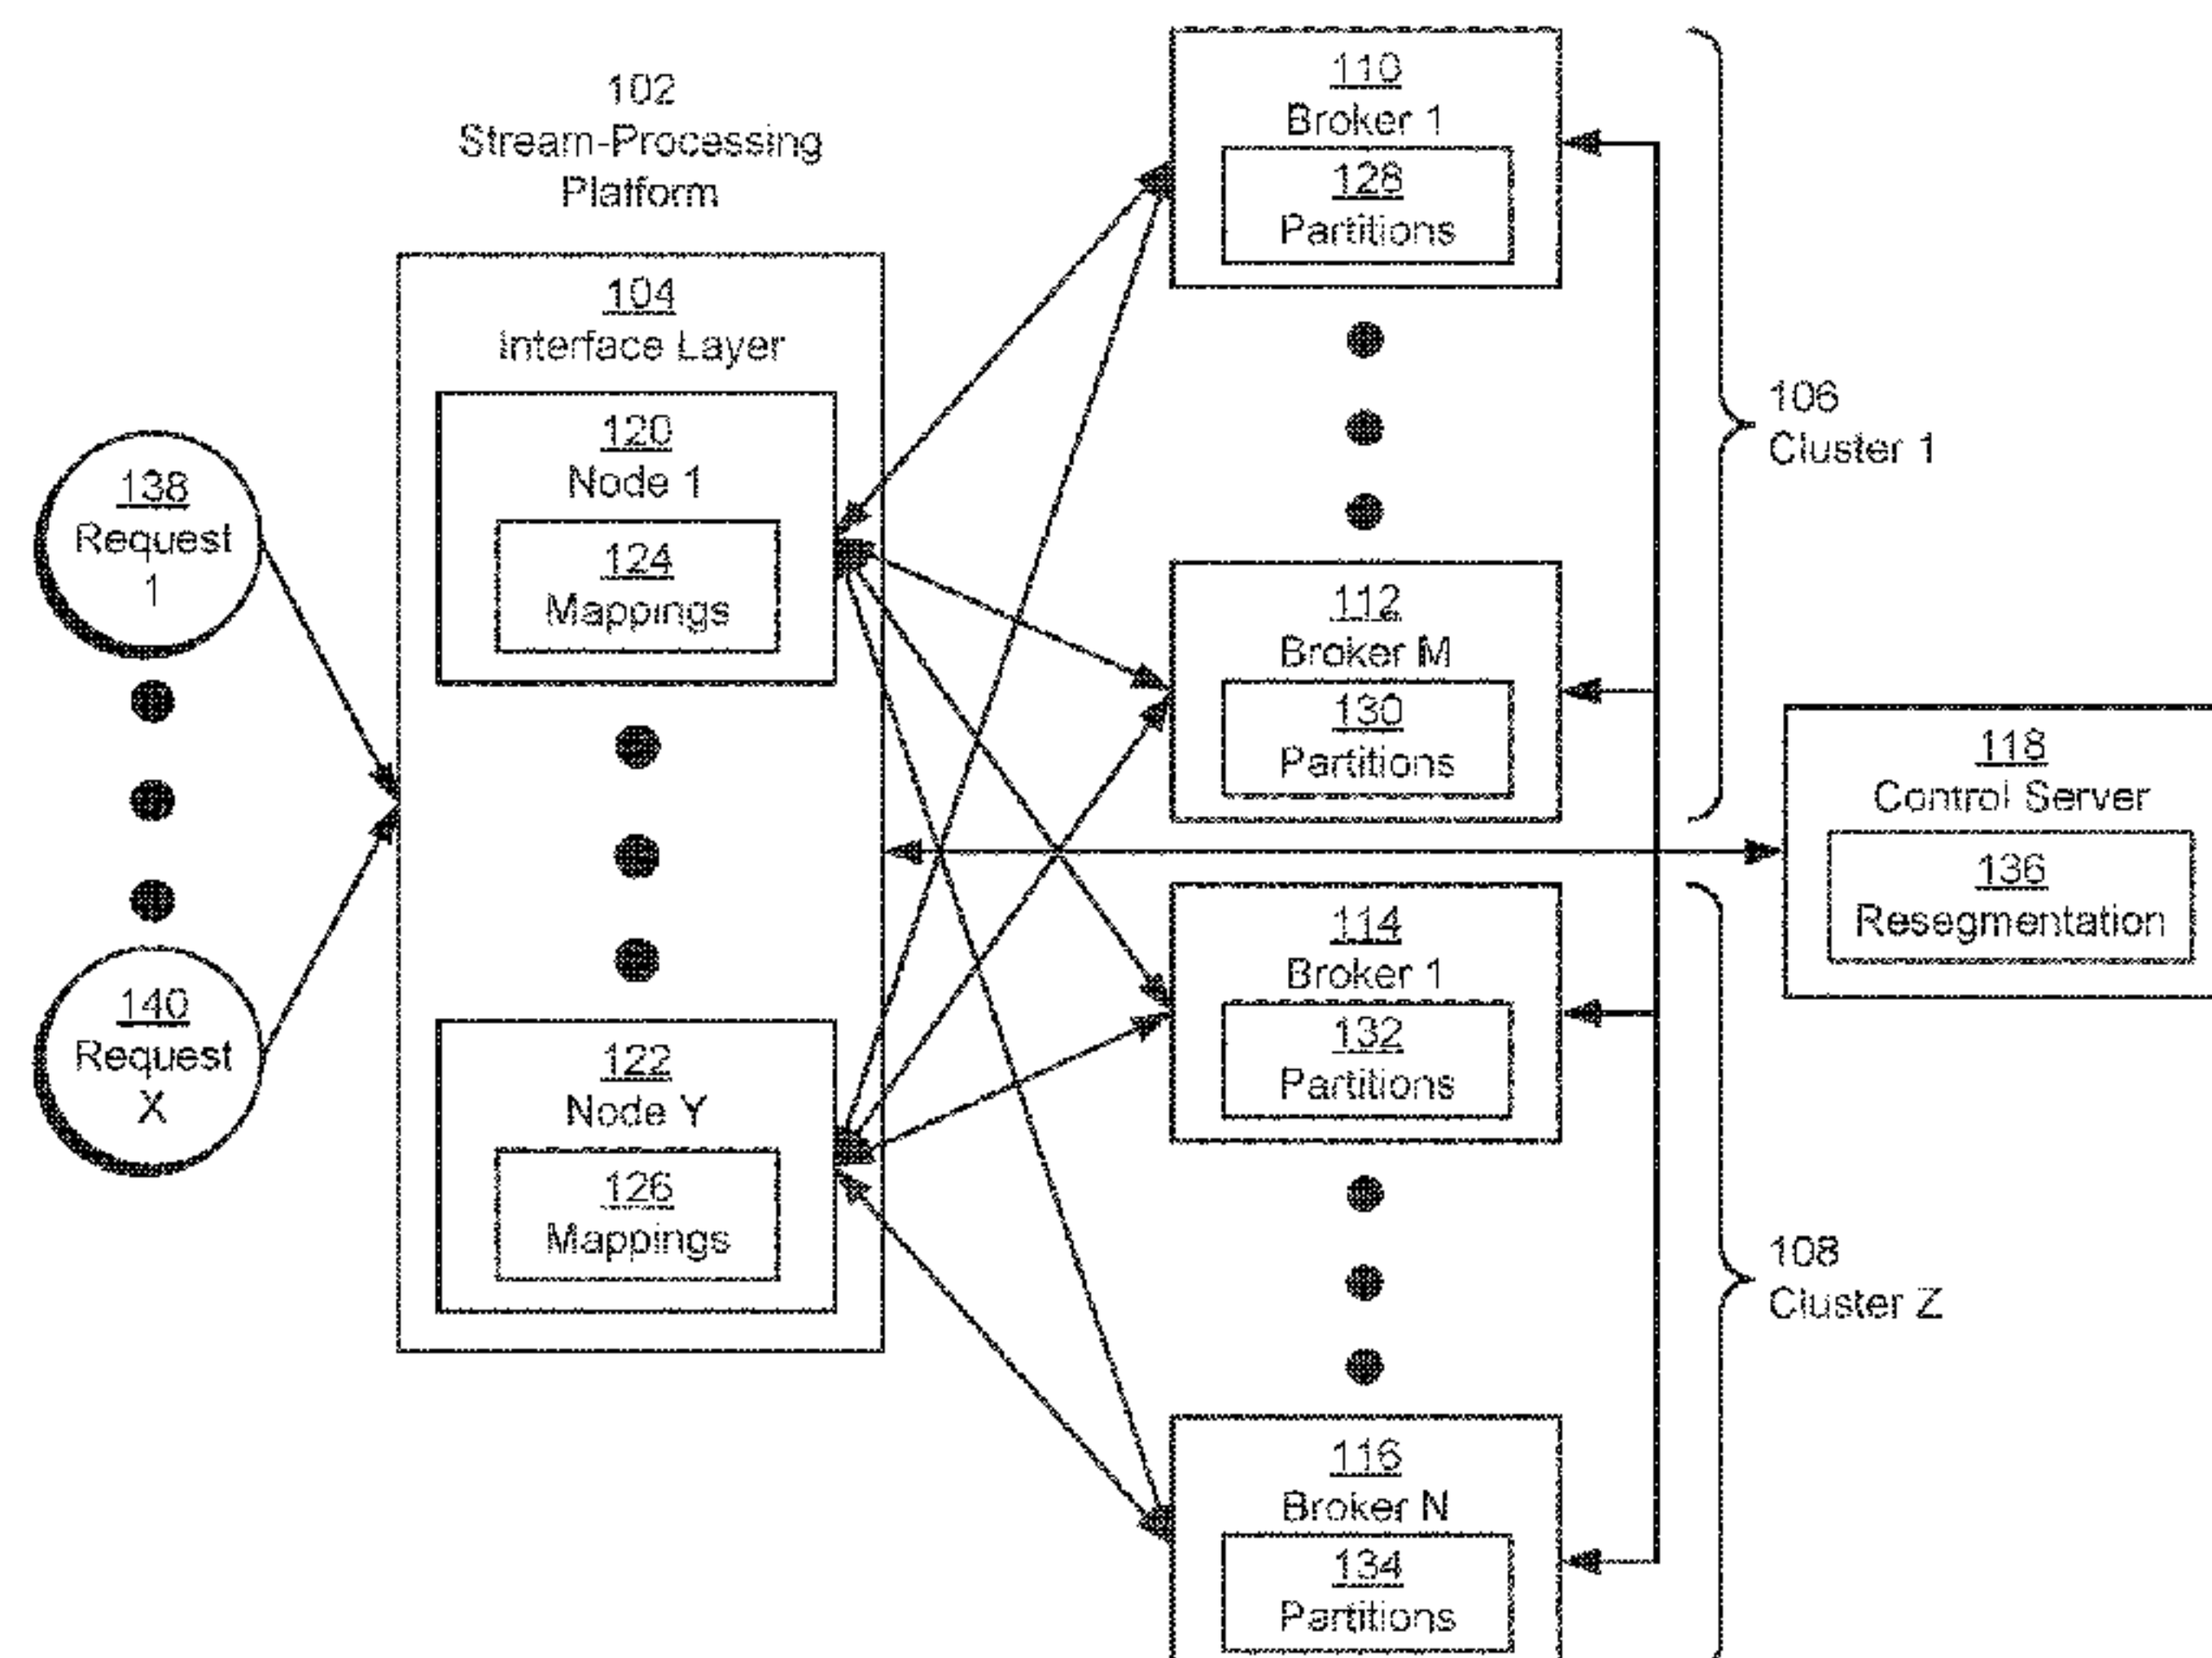 102
Stream-Processing
Platform
104
Interface Layer
120
Node 1
124
Mappings
122
Node Y
126
Mappings
138
Request
1
140
Request
X
110
Broker 1
128
Partitions
112
Broker M
130
Partitions
114
Broker 1
132
Partitions
116
Broker N
134
Partitions
106
Cluster 1
108
Cluster Z
118
Control Server
136
Resegmentation